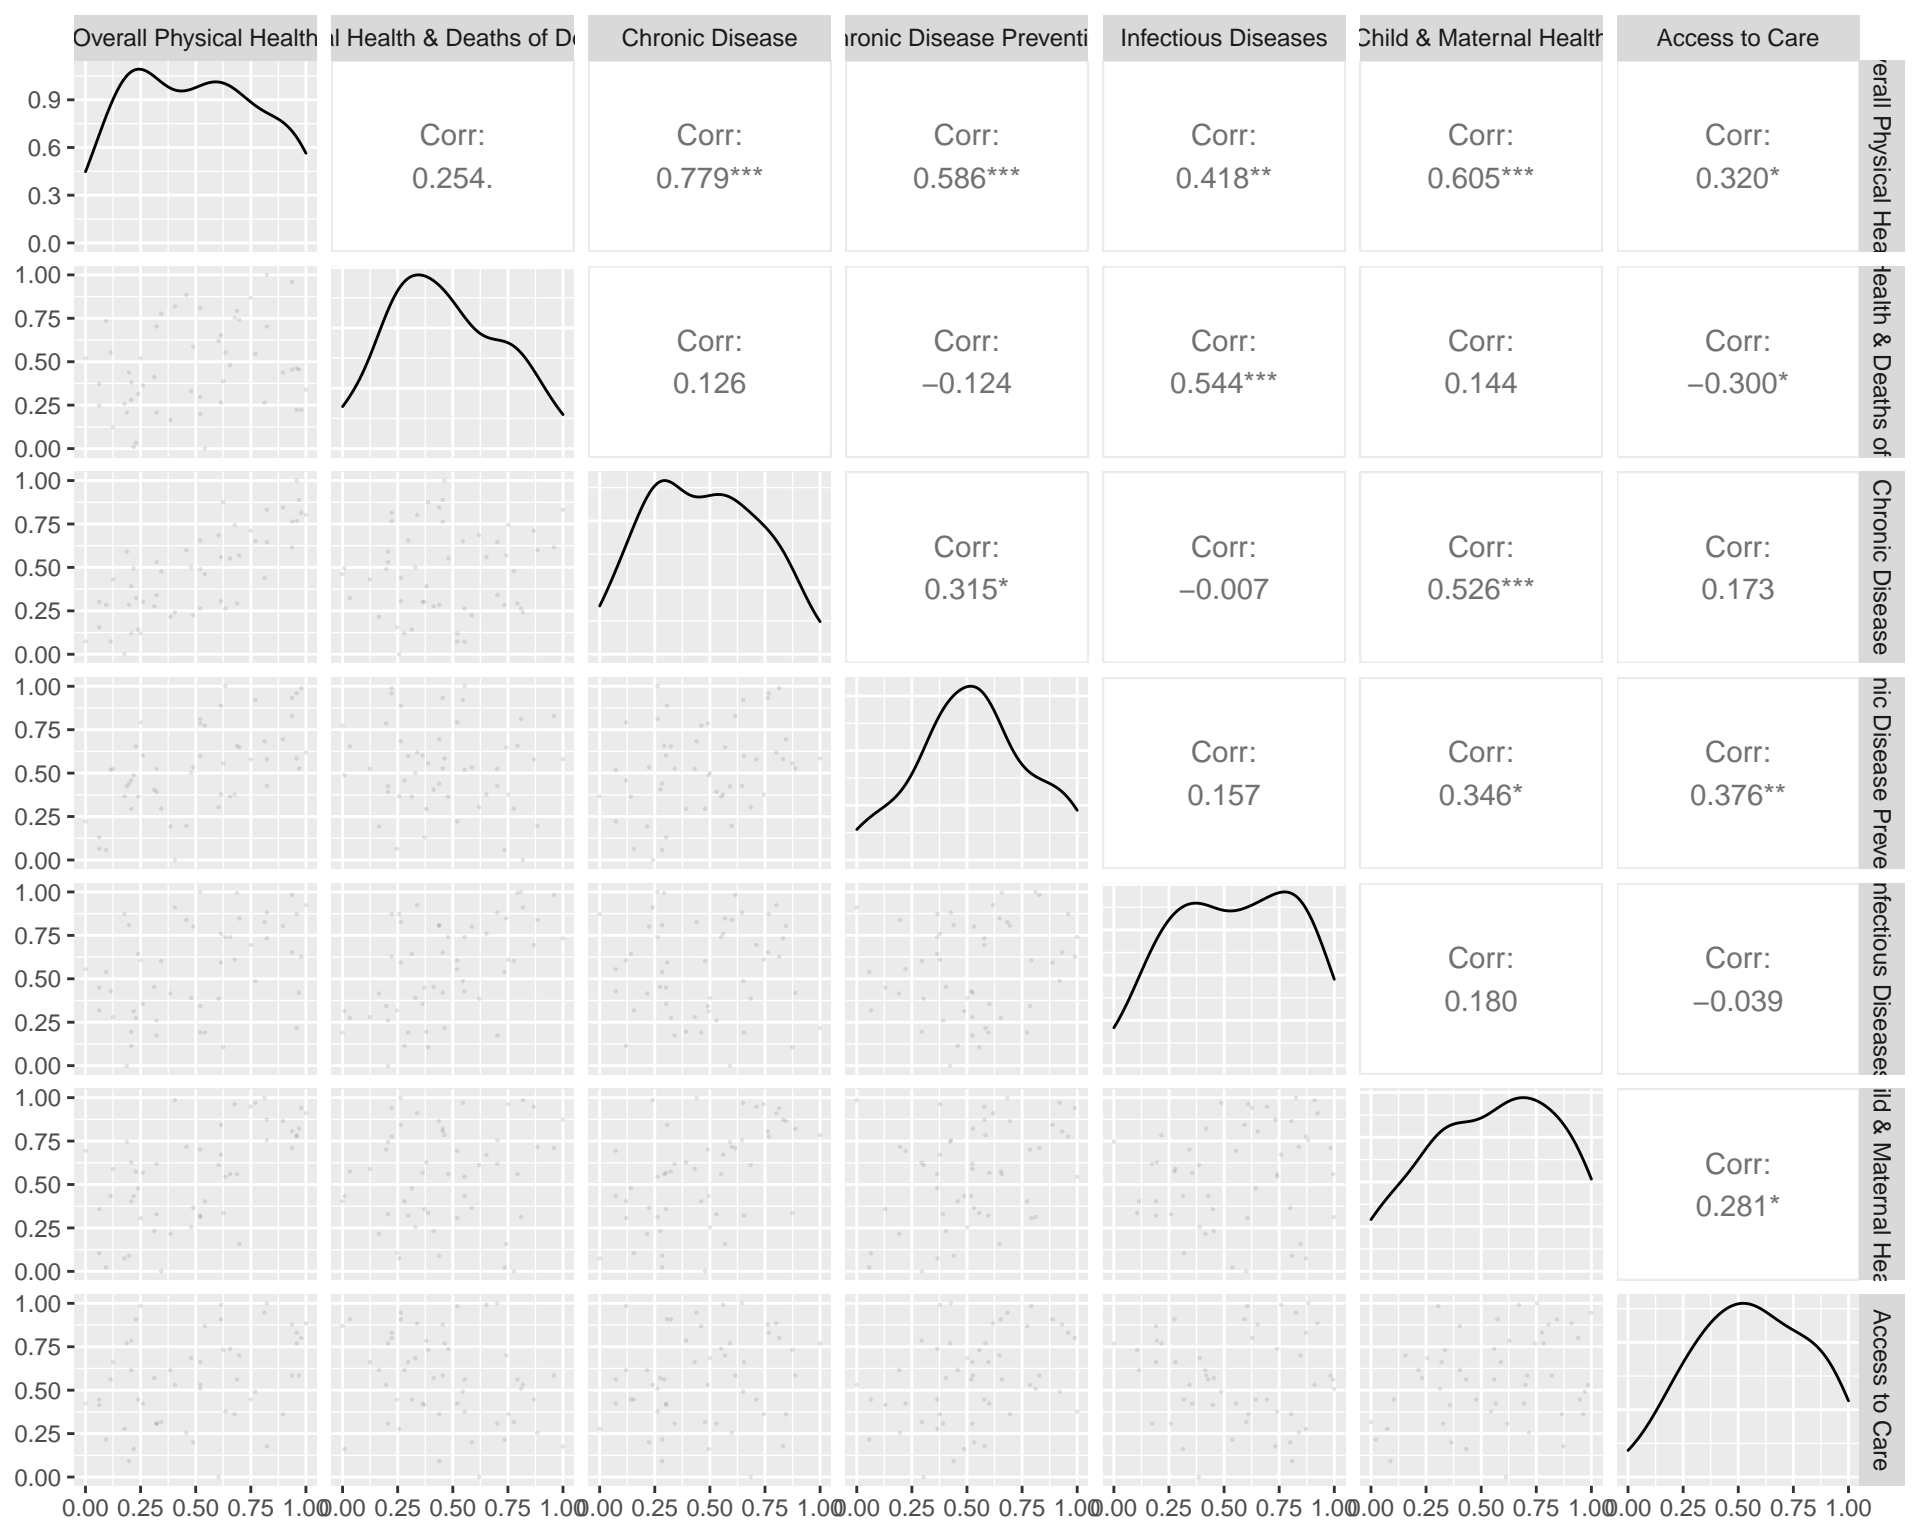 Overall Physical Health
al Health & Deaths of De
Chronic Disease
hronic Disease Preventi
Infectious Diseases
Child & Maternal Health
Access to Care
0.9
0.6
0.3
0.0
Corr:
0.254.
Corr:
0.779***
Corr:
0.586***
Corr:
0.418**
Corr:
0.605***
Corr:
0.320*
verall Physical Hea
1.00
0.75
0.50
0.25
0.00
Corr:
0.126
Corr:
−0.124
Corr:
0.544***
Corr:
0.144
Corr:
−0.300*
Health & Deaths of
1.00
0.75
0.50
0.25
0.00
Corr:
0.315*
Corr:
−0.007
Corr:
0.526***
Corr:
0.173
Chronic Disease
1.00
0.75
0.50
0.25
0.00
Corr:
0.157
Corr:
0.346*
Corr:
0.376**
nic Disease Preve
1.00
0.75
0.50
0.25
0.00
Corr:
0.180
Corr:
−0.039
nfectious Diseases
1.00
0.75
0.50
0.25
0.00
Corr:
0.281*
ild & Maternal Hea
1.00
0.75
0.50
0.25
0.00
Access to Care
0.00 0.25 0.50 0.75 1.00
0.00 0.25 0.50 0.75 1.00
0.00 0.25 0.50 0.75 1.00
0.00 0.25 0.50 0.75 1.00
0.00 0.25 0.50 0.75 1.00
0.00 0.25 0.50 0.75 1.00
0.00 0.25 0.50 0.75 1.00